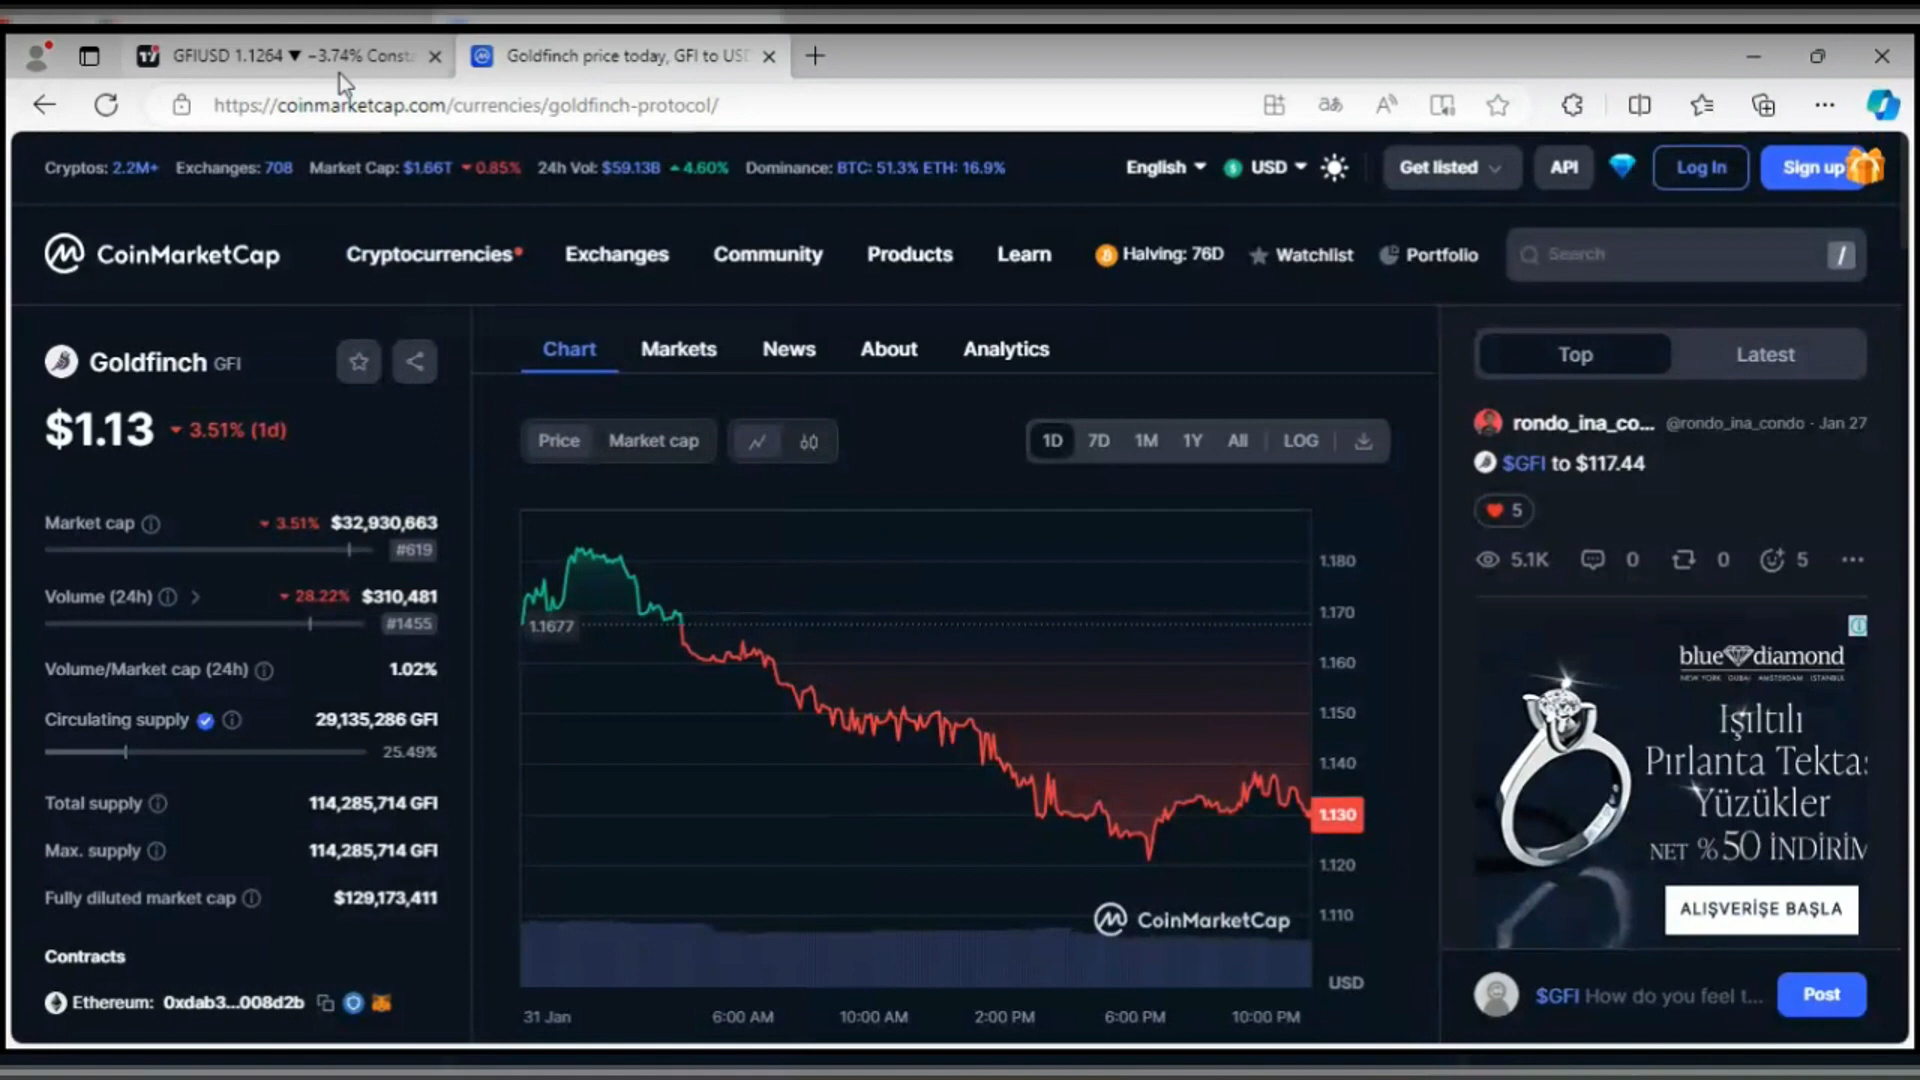 GFIUSD 1.1264 ▼ −3.74% Consta
Goldfinch price today, GFI to USD
https://coinmarketcap.com/currencies/goldfinch-protocol/
Cryptos: 2.2M+ Exchanges: 708 Market Cap: $1.66T 0.85% 24h Vol: $59.13B 4.60% Dominance: BTC: 51.3% ETH: 16.9%
English USD Get listed API Log In Sign up
CoinMarketCap Cryptocurrencies Exchanges Community Products Learn Halving: 76D Watchlist Portfolio Search /
Goldfinch GFI
$1.13 3.51% (1d)
Market cap 3.51% $32,930,663
#619
Volume (24h) 28.22% $310,481
#1455
Volume/Market cap (24h) 1.02%
Circulating supply 29,135,286 GFI
25.49%
Total supply 114,285,714 GFI
Max. supply 114,285,714 GFI
Fully diluted market cap $129,173,411
Contracts
Ethereum: 0xdab3...008d2b
Chart Markets News About Analytics
Price Market cap 1D 7D 1M 1Y All LOG
1.180
1.170
1.1677
1.160
1.150
1.140
1.130
1.120
1.110
CoinMarketCap
USD
31 Jan 6:00 AM 10:00 AM 2:00 PM 6:00 PM 10:00 PM
Top Latest
rondo_ina_co... @rondo_ina_condo · Jan 27
$GFI to $117.44
5
5.1K 0 0 5 ...
blue diamond
NEW YORK DUBAI AMSTERDAM ISTANBUL
Işıltılı
Pırlanta Tektaş
Yüzükler
NET %50 İNDİRİM
ALIŞVERİŞE BAŞLA
$GFI How do you feel t...
Post